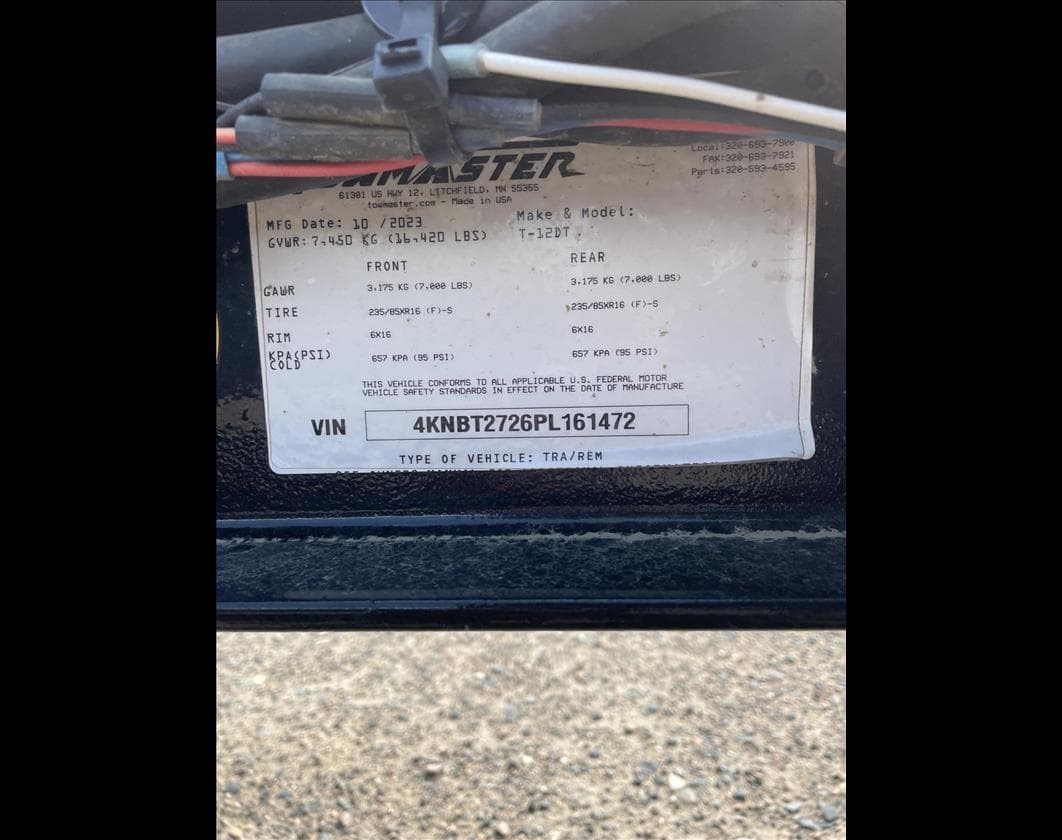 TOWMASTER
61381 US HWY 12, LITCHFIELD, MN 55355
towmaster.com - Made in USA
Local:320-693-7900
FAX:320-693-7921
Parts:320-593-4595
MFG Date: 10 /2023
Make & Model:
GVWR: 7,450 KG (16,420 LBS)
T-12DT
FRONT REAR
GAWR 3,175 KG (7,000 LBS) 3,175 KG (7,000 LBS)
TIRE 235/85XR16 (F)-S 235/85XR16 (F)-S
RIM 6X16 6X16
KPA(PSI) 657 KPA (95 PSI) 657 KPA (95 PSI)
COLD
THIS VEHICLE CONFORMS TO ALL APPLICABLE U.S. FEDERAL MOTOR
VEHICLE SAFETY STANDARDS IN EFFECT ON THE DATE OF MANUFACTURE
VIN 4KNBT2726PL161472
TYPE OF VEHICLE: TRA/REM